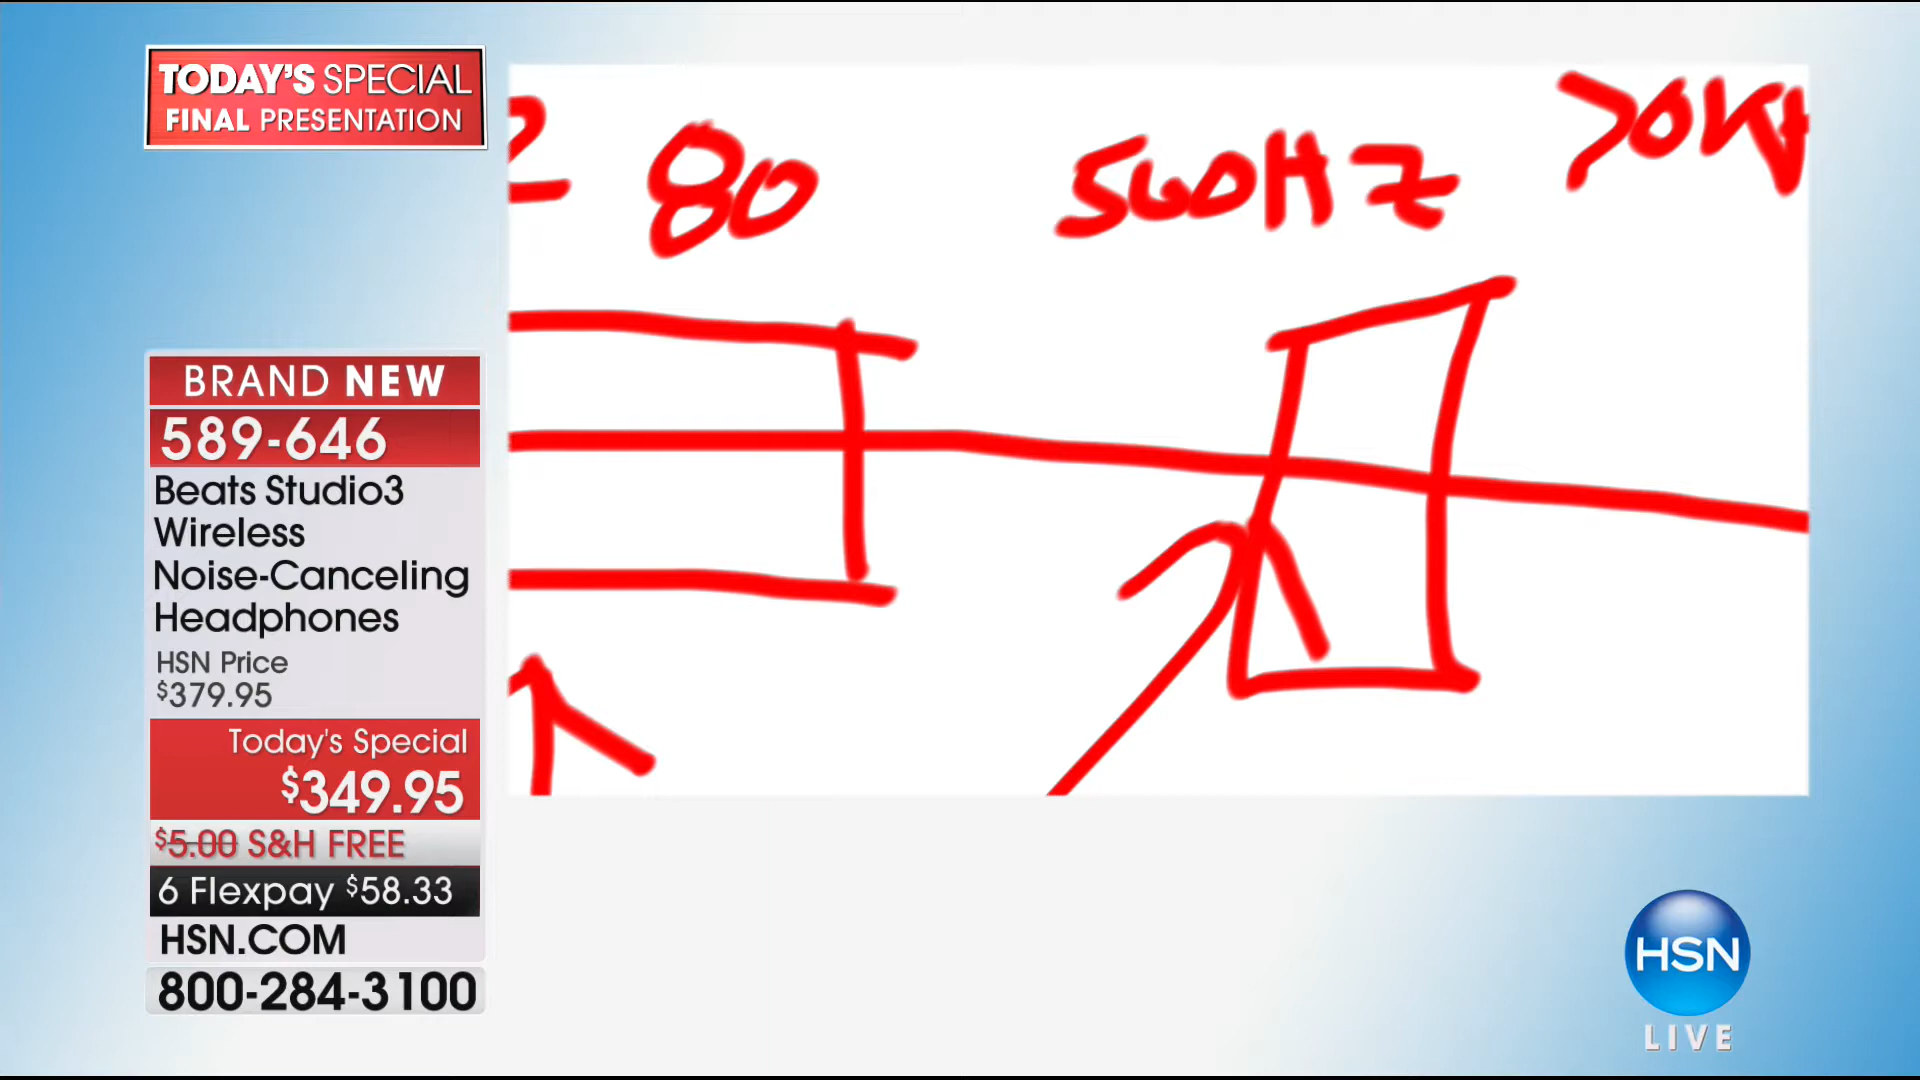 TODAY'S SPECIAL
FINAL PRESENTATION
2 80 500HZ
BRAND NEW
589-646
Beats Studio3
Wireless
Noise-Canceling
Headphones
HSN Price
$379.95
Today's Special
$349.95
$5.00 S&H FREE
6 Flexpay $58.33
HSN.COM
800-284-3100
HSN
LIVE